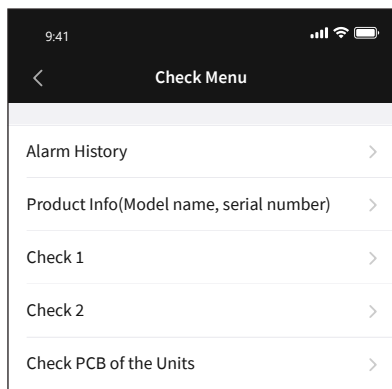 9:41
Check Menu
Alarm History
Product Info(Model name, serial number)
Check 1
Check 2
Check PCB of the Units